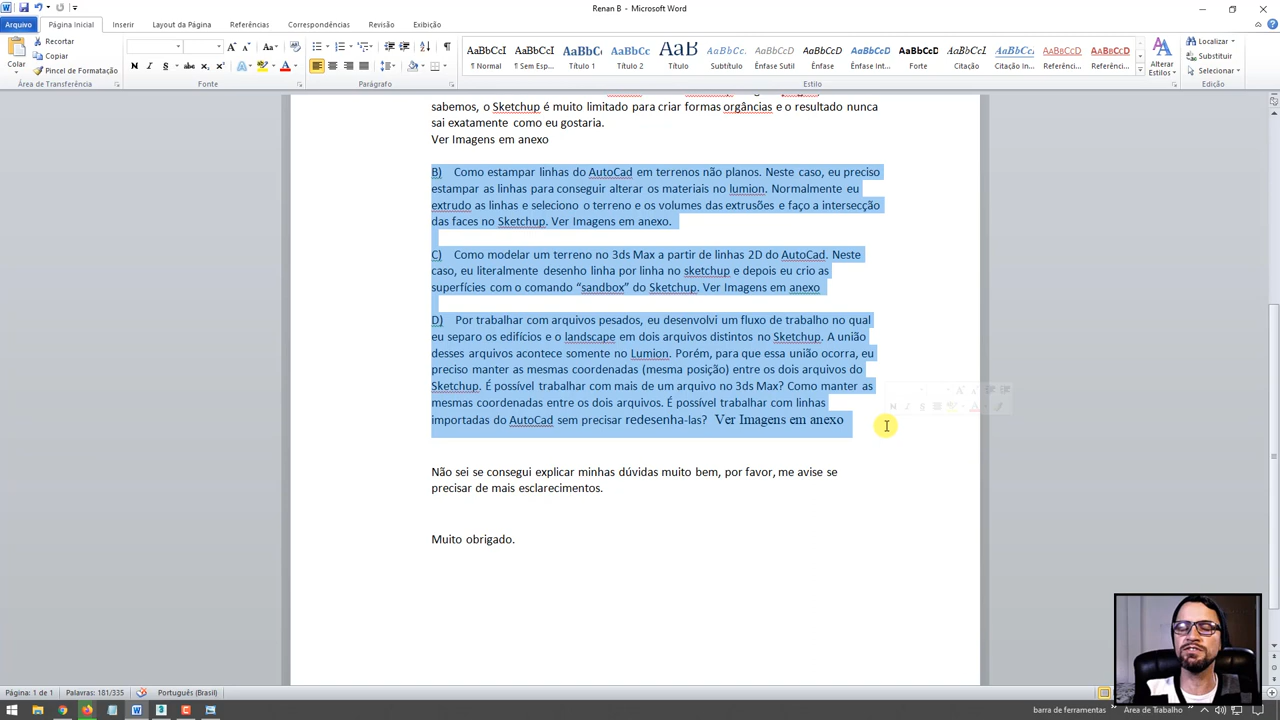 Renan B - Microsoft Word
Arquivo Página Inicial Inserir Layout da Página Referências Correspondências Revisão Exibição
Colar
Recortar
Copiar
Pincel de Formatação
Área de Transferência
Fonte
Parágrafo
AaBbCcI AaBbCcI AaBbCc AaBbCc AaB AaBbCcI AaBbCcI AaBbCcI AaBbCcI AaBbCcI AaBbCcI AaBbCcI AaBbCcD AaBbCcD
¶ Normal ¶ Sem Esp... Título 1 Título 2 Título Subtítulo Ênfase Sutil Ênfase Ênfase Int... Forte Citação Citação In... Referênc... Referênc...
Alterar Estilos
Estilo
Localizar
Substituir
Selecionar
Edição
sabemos, o Sketchup é muito limitado para criar formas orgâncias e o resultado nunca
sai exatamente como eu gostaria.
Ver Imagens em anexo
B) Como estampar linhas do AutoCad em terrenos não planos. Neste caso, eu preciso
estampar as linhas para conseguir alterar os materiais no lumion. Normalmente eu
extrudo as linhas e seleciono o terreno e os volumes das extrusões e faço a intersecção
das faces no Sketchup. Ver Imagens em anexo.
C) Como modelar um terreno no 3ds Max a partir de linhas 2D do AutoCad. Neste
caso, eu literalmente desenho linha por linha no sketchup e depois eu crio as
superfícies com o comando “sandbox” do Sketchup. Ver Imagens em anexo
D) Por trabalhar com arquivos pesados, eu desenvolvi um fluxo de trabalho no qual
eu separo os edifícios e o landscape em dois arquivos distintos no Sketchup. A união
desses arquivos acontece somente no Lumion. Porém, para que essa união ocorra, eu
preciso manter as mesmas coordenadas (mesma posição) entre os dois arquivos do
Sketchup. É possível trabalhar com mais de um arquivo no 3ds Max? Como manter as
mesmas coordenadas entre os dois arquivos. É possível trabalhar com linhas
importadas do AutoCad sem precisar redesenha-las? Ver Imagens em anexo
Não sei se consegui explicar minhas dúvidas muito bem, por favor, me avise se
precisar de mais esclarecimentos.
Muito obrigado.
Página: 1 de 1 Palavras: 181/335 Português (Brasil)
barra de ferramentas Área de Trabalho